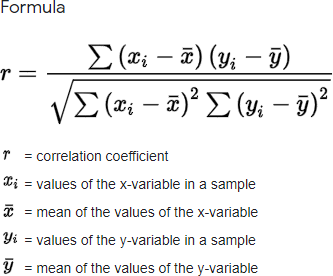 Formula
r = ∑ (xᵢ − x̄) (yᵢ − ȳ) / √ ∑ (xᵢ − x̄)² ∑ (yᵢ − ȳ)²
r = correlation coefficient
xᵢ = values of the x-variable in a sample
x̄ = mean of the values of the x-variable
yᵢ = values of the y-variable in a sample
ȳ = mean of the values of the y-variable